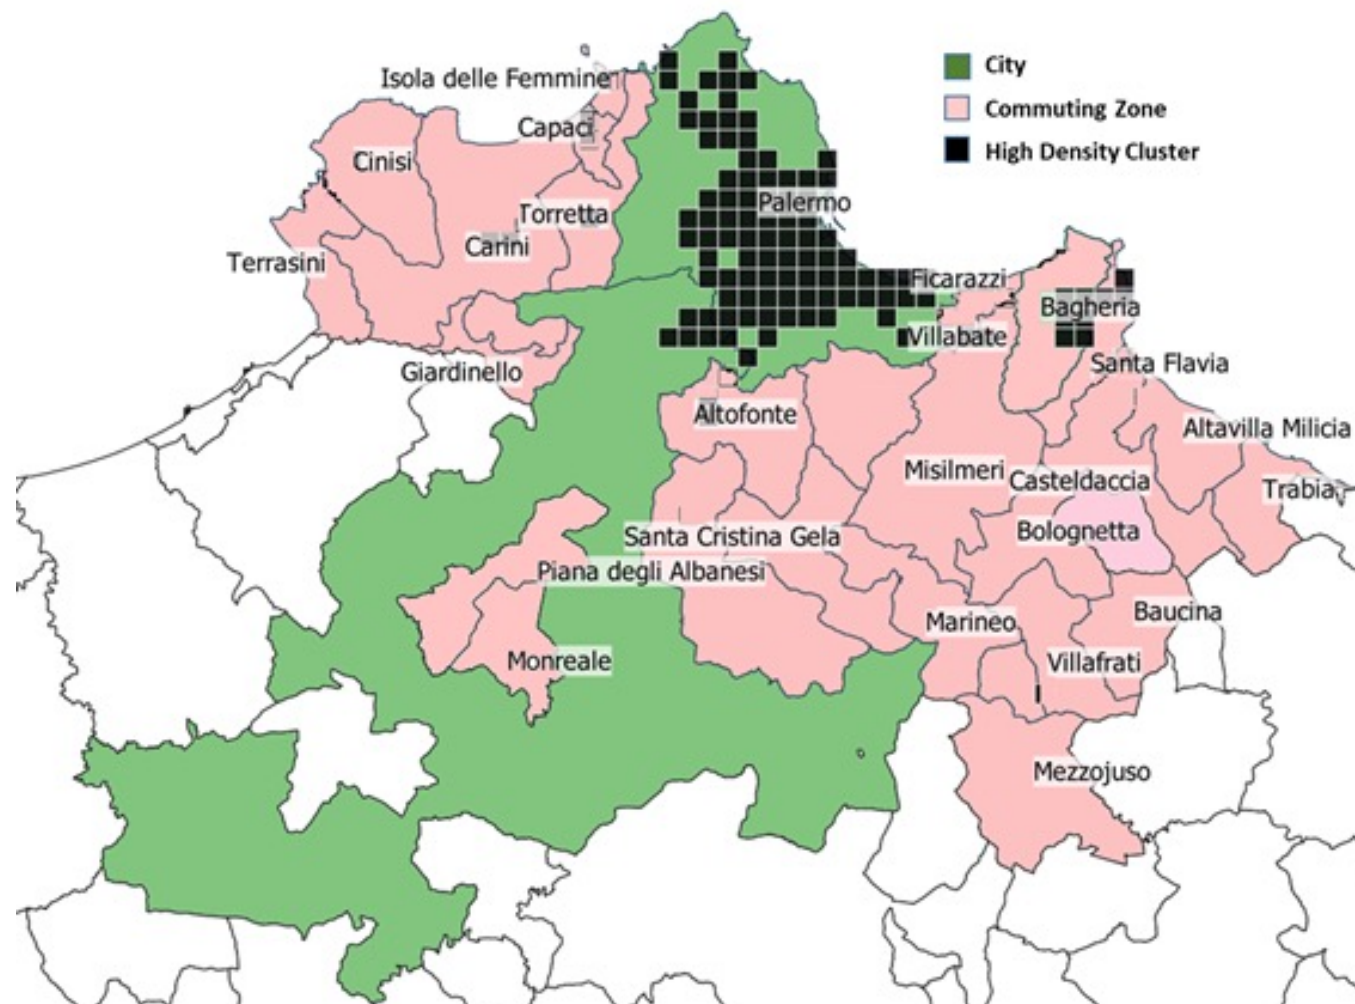 City
Isola delle Femmine
Commuting Zone
Capaci
High Density Cluster
Cinisi
Palermo
Torretta
Carini
Terrasini
Ficarazzi
Bagheria
Villabate
Santa Flavia
Giardinello
Altofonte
Altavilla Milicia
Misilmeri
Casteldaccia
Trabia
Bolognetta
Santa Cristina Gela
Piana degli Albanesi
Baucina
Marineo
Monreale
Villafrati
Mezzojuso